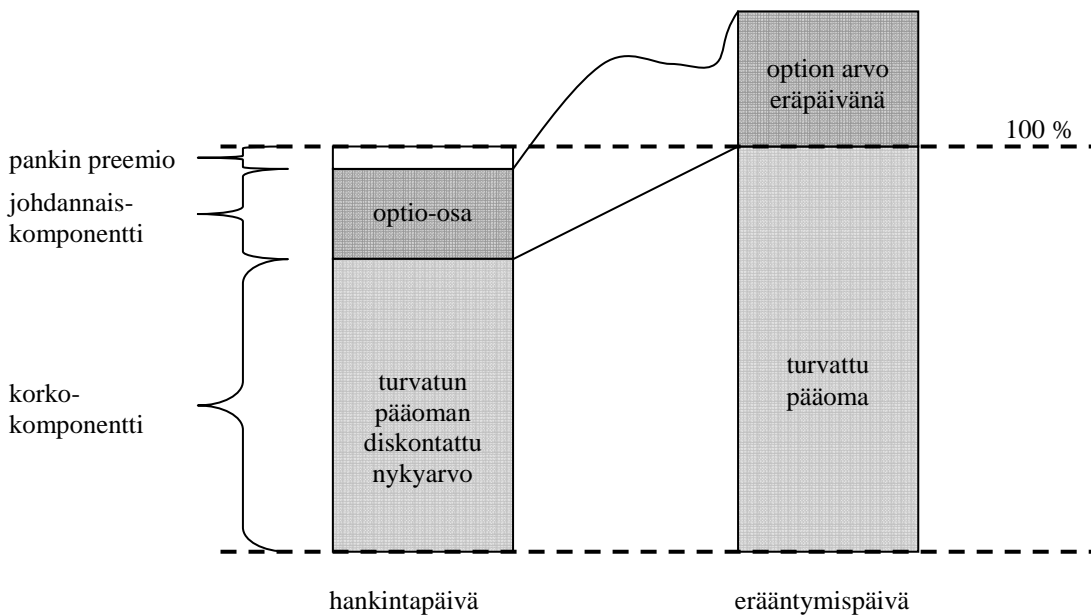 option arvo
eräpäivänä
100 %
pankin preemio
johdannais-
komponentti
optio-osa
korko-
komponentti
turvatun
pääoman
diskontattu
nykyarvo
turvattu
pääoma
hankintapäivä
erääntymispäivä